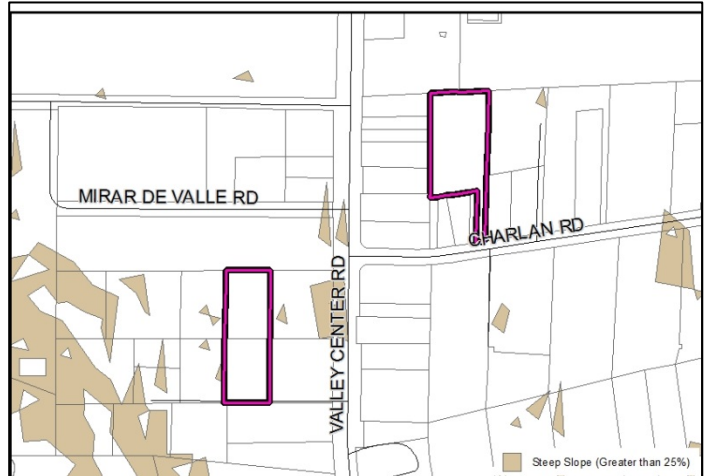 MIRAR DE VALLE RD
CHARLAN RD
VALLEY CENTER RD
Steep Slope (Greater than 25%)